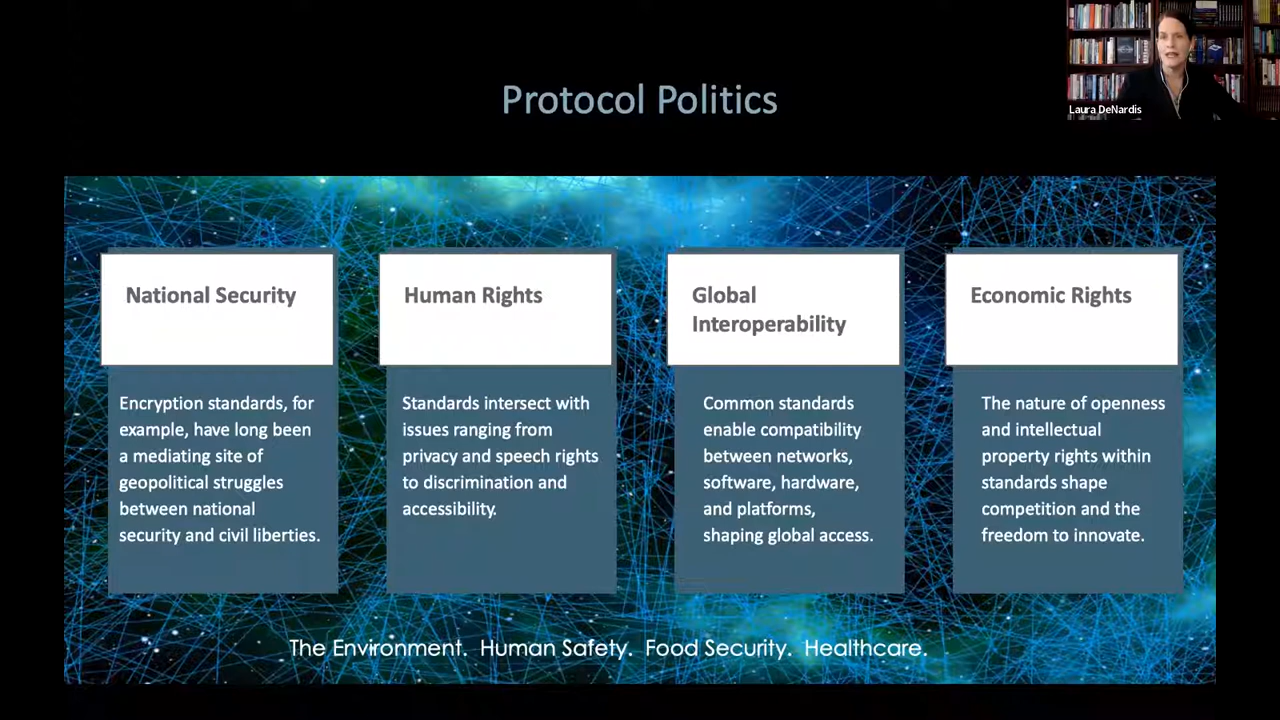 Protocol Politics
Laura DeNardis
National Security
Encryption standards, for
example, have long been
a mediating site of
geopolitical struggles
between national
security and civil liberties.
Human Rights
Standards intersect with
issues ranging from
privacy and speech rights
to discrimination and
accessibility.
Global
Interoperability
Common standards
enable compatibility
between networks,
software, hardware,
and platforms,
shaping global access.
Economic Rights
The nature of openness
and intellectual
property rights within
standards shape
competition and the
freedom to innovate.
The Environment. Human Safety. Food Security. Healthcare.